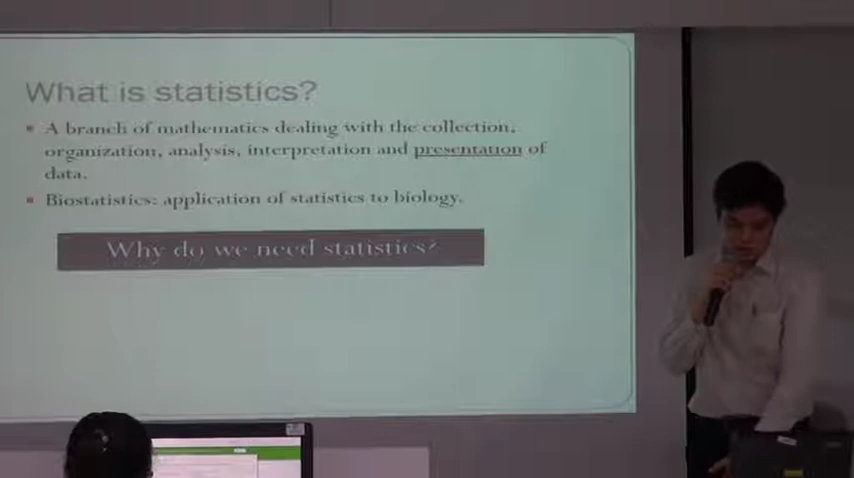 What is statistics?
A branch of mathematics dealing with the collection,
organization, analysis, interpretation and presentation of
data.
Biostatistics: application of statistics to biology.
Why do we need statistics?